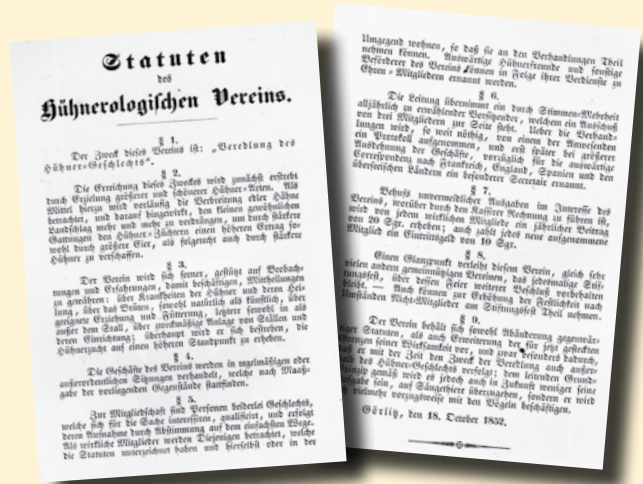 Statuten
des
Hühnerologischen Vereins.
§ 1.
Der Zweck dieses Vereins ist: „Veredlung des
Hühner-Geschlechts“.
§ 2.
Die Erreichung dieses Zweckes wird zunächst erstrebt
durch Erzielung größerer und schönerer Hühner-Arten. Als
Mittel hierzu wird vorläufig die Verbreitung edler Hühne
betrachtet, und darauf hingewirkt, den kleinen gewöhnlichen
Landschlag mehr und mehr zu verdrängen, um durch stärkere
Gattungen den Hühner-Züchtern einen höheren Ertrag so-
wohl durch größere Eier, als folgerecht auch durch stärkere
Hühner zu verschaffen.
§ 3.
Der Verein wird sich ferner, gestützt auf Beobach-
tungen und Erfahrungen, damit beschäftigen, Mittheilungen
zu gewähren: über Krankheiten der Hühner und deren Hei-
lung, über das Brüten, sowohl natürlich als künstlich, über
geeignete Erziehung und Fütterung, letztere sowohl in als
außer dem Stall, über zweckmäßige Anlage von Ställen und
deren Einrichtung; überhaupt wird er sich bestreben, die
Hühnerzucht auf einen höheren Standpunkt zu erheben.
§ 4.
Die Geschäfte des Vereins werden in regelmäßigen oder
außerordentlichen Sitzungen verhandelt, welche nach Maaß-
gabe der vorliegenden Gegenstände stattfinden.
§ 5.
Zur Mitgliedschaft sind Personen beiderlei Geschlechts,
welche sich für die Sache interessiren, qualificirt, und erfolgt
deren Aufnahme durch Abstimmung auf dem einfachsten Wege.
Als wirkliche Mitglieder werden Diejenigen betrachtet, welche
die Statuten unterzeichnet haben und hierselbst oder in der
Umgegend wohnen, so daß sie an den Verhandlungen Theil
nehmen können. Auswärtige Hühnerfreunde und sonstige
Beförderer des Vereins können in Folge ihrer Verdienste zu
Ehren-Mitgliedern ernannt werden.
§ 6.
Die Leitung übernimmt ein durch Stimmen-Mehrheit
alljährlich zu erwählender Vorsitzender, welchem ein Ausschuß
von drei Mitgliedern zur Seite steht. Ueber die Verhand-
lungen wird, so weit nöthig, von einem der Anwesenden
ein Protokoll aufgenommen, und erst später bei größerer
Ausdehnung der Geschäfte, vorzüglich für die auswärtige
Correspondenz nach Frankreich, England, Spanien und den
überseeischen Ländern ein besonderer Secretair ernannt.
§ 7.
Behufs unvermeidlicher Ausgaben im Interesse des
Vereins, worüber durch den Kassirer Rechnung zu führen ist,
wird von jedem wirklichen Mitgliede ein jährlicher Beitrag
von 20 Sgr. erhoben; auch zahlt jedes neue aufgenommene
Mitglied ein Eintrittsgeld von 10 Sgr.
§ 8.
Einen Glanzpunkt verleiht diesem Verein, gleich sehr
vielen andern gemeinnützigen Vereinen, das jedesmalige Stif-
tungsfest, über dessen Feier weiterer Beschluß vorbehalten
bleibt. — Auch können zur Erhöhung der Festlichkeit nach
Umständen Nicht-Mitglieder am Stiftungsfest Theil nehmen.
§ 9.
Der Verein behält sich sowohl Abänderung gegenwär-
tiger Statuten, als auch Erweiterung der für jetzt gesteckten
Grenzen seiner Wirksamkeit vor, und zwar besonders dadurch,
daß er mit der Zeit den Zweck der Veredlung auch außer-
halb des Hühner-Geschlechts verfolgt; dem leitenden Grund-
Prinzip gemäß wird es jedoch auch in Zukunft weniger seine
Aufgabe sein, auf Säugethiere überzugehen, sondern er wird
vielmehr vorzugsweise mit den Vögeln beschäftigen.
Görlitz, den 18. October 1852.